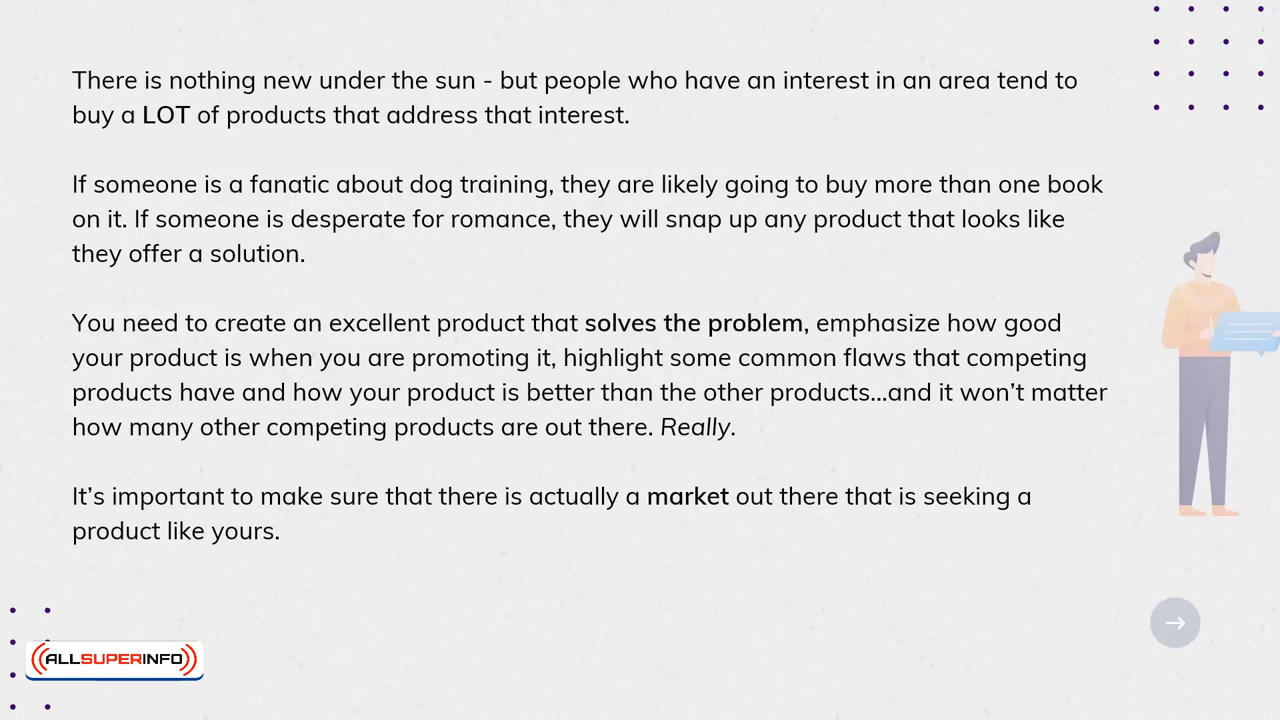 There is nothing new under the sun - but people who have an interest in an area tend to
buy a LOT of products that address that interest.
If someone is a fanatic about dog training, they are likely going to buy more than one book
on it. If someone is desperate for romance, they will snap up any product that looks like
they offer a solution.
You need to create an excellent product that solves the problem, emphasize how good
your product is when you are promoting it, highlight some common flaws that competing
products have and how your product is better than the other products...and it won’t matter
how many other competing products are out there. Really.
It’s important to make sure that there is actually a market out there that is seeking a
product like yours.
ALLSUPERINFO